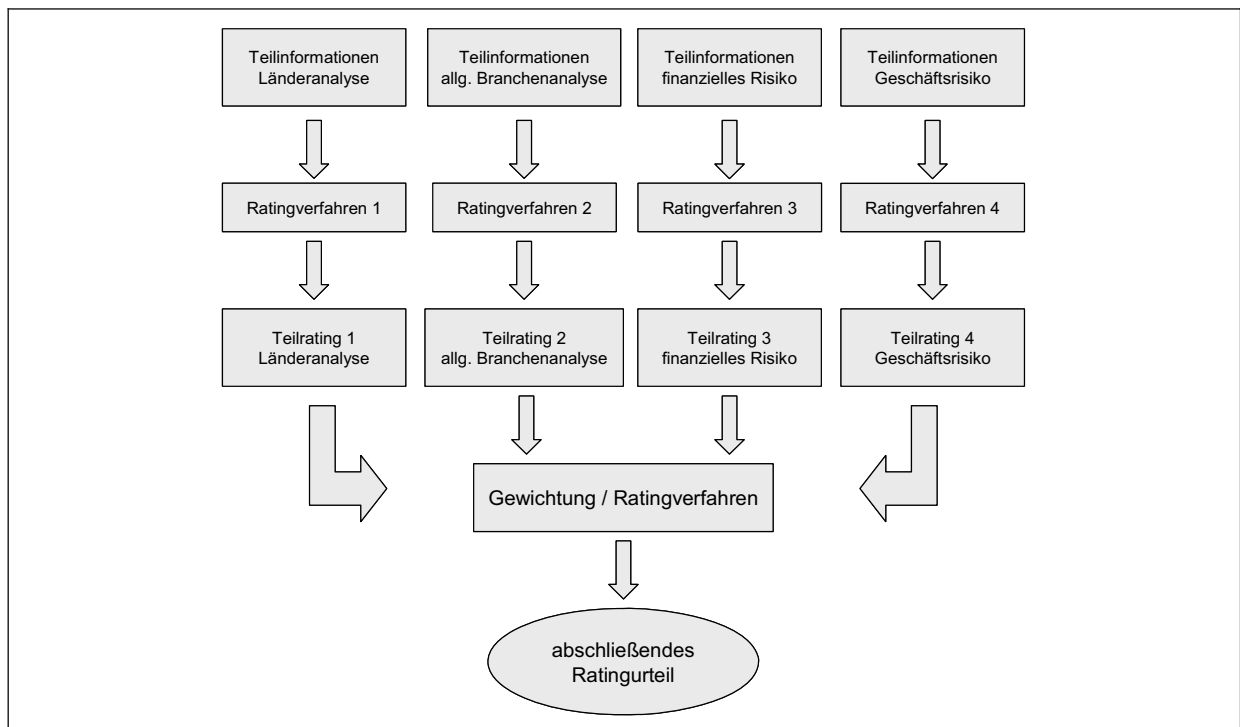 Teilinformationen
Länderanalyse
Teilinformationen
allg. Branchenanalyse
Teilinformationen
finanzielles Risiko
Teilinformationen
Geschäftsrisiko
Ratingverfahren 1
Ratingverfahren 2
Ratingverfahren 3
Ratingverfahren 4
Teilrating 1
Länderanalyse
Teilrating 2
allg. Branchenanalyse
Teilrating 3
finanzielles Risiko
Teilrating 4
Geschäftsrisiko
Gewichtung / Ratingverfahren
abschließendes
Ratingurteil